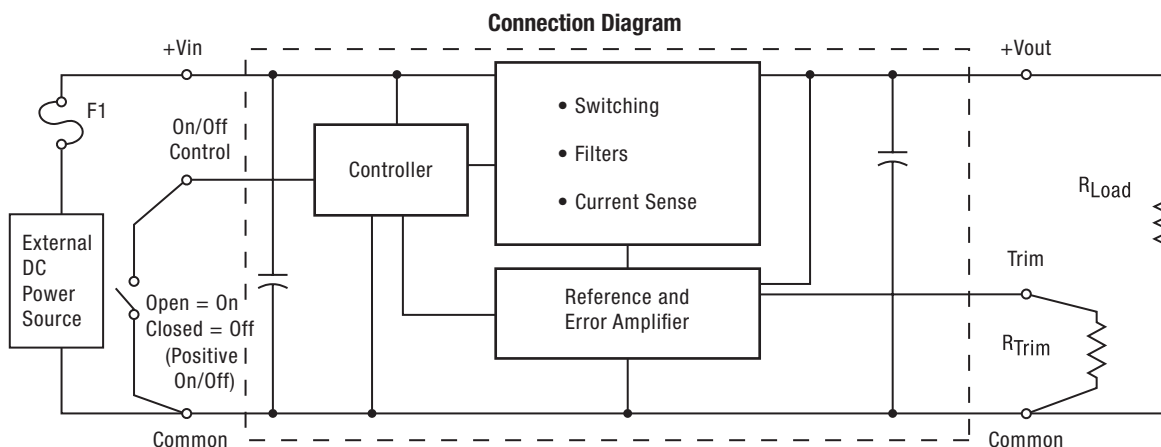 Connection Diagram
+Vin
+Vout
F1
On/Off
Control
Controller
• Switching
• Filters
• Current Sense
RLoad
External
DC
Power
Source
Open = On
Closed = Off
(Positive
On/Off)
Reference and
Error Amplifier
Trim
RTrim
Common
Common